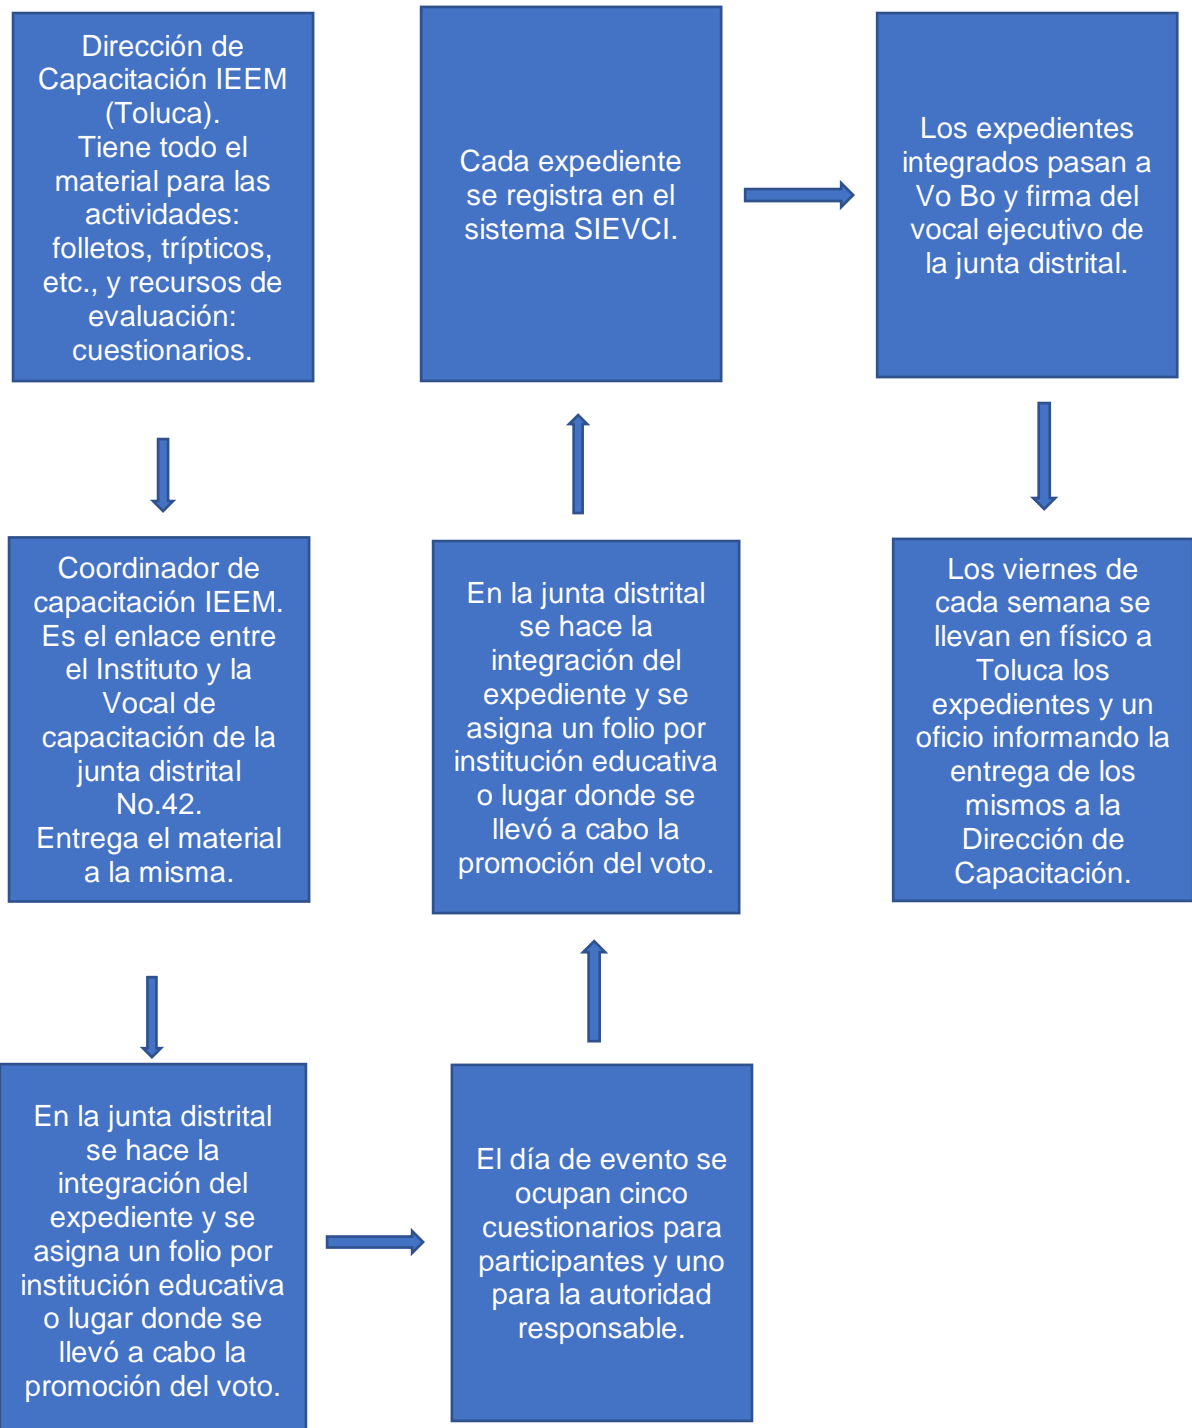 Dirección de
Capacitación IEEM
(Toluca).
Tiene todo el
material para las
actividades:
folletos, trípticos,
etc., y recursos de
evaluación:
cuestionarios.
Coordinador de
capacitación IEEM.
Es el enlace entre
el Instituto y la
Vocal de
capacitación de la
junta distrital
No.42.
Entrega el material
a la misma.
En la junta distrital
se hace la
integración del
expediente y se
asigna un folio por
institución educativa
o lugar donde se
llevó a cabo la
promoción del voto.
El día de evento se
ocupan cinco
cuestionarios para
participantes y uno
para la autoridad
responsable.
En la junta distrital
se hace la
integración del
expediente y se
asigna un folio por
institución educativa
o lugar donde se
llevó a cabo la
promoción del voto.
Cada expediente
se registra en el
sistema SIEVCI.
Los expedientes
integrados pasan a
Vo Bo y firma del
vocal ejecutivo de
la junta distrital.
Los viernes de
cada semana se
llevan en físico a
Toluca los
expedientes y un
oficio informando la
entrega de los
mismos a la
Dirección de
Capacitación.